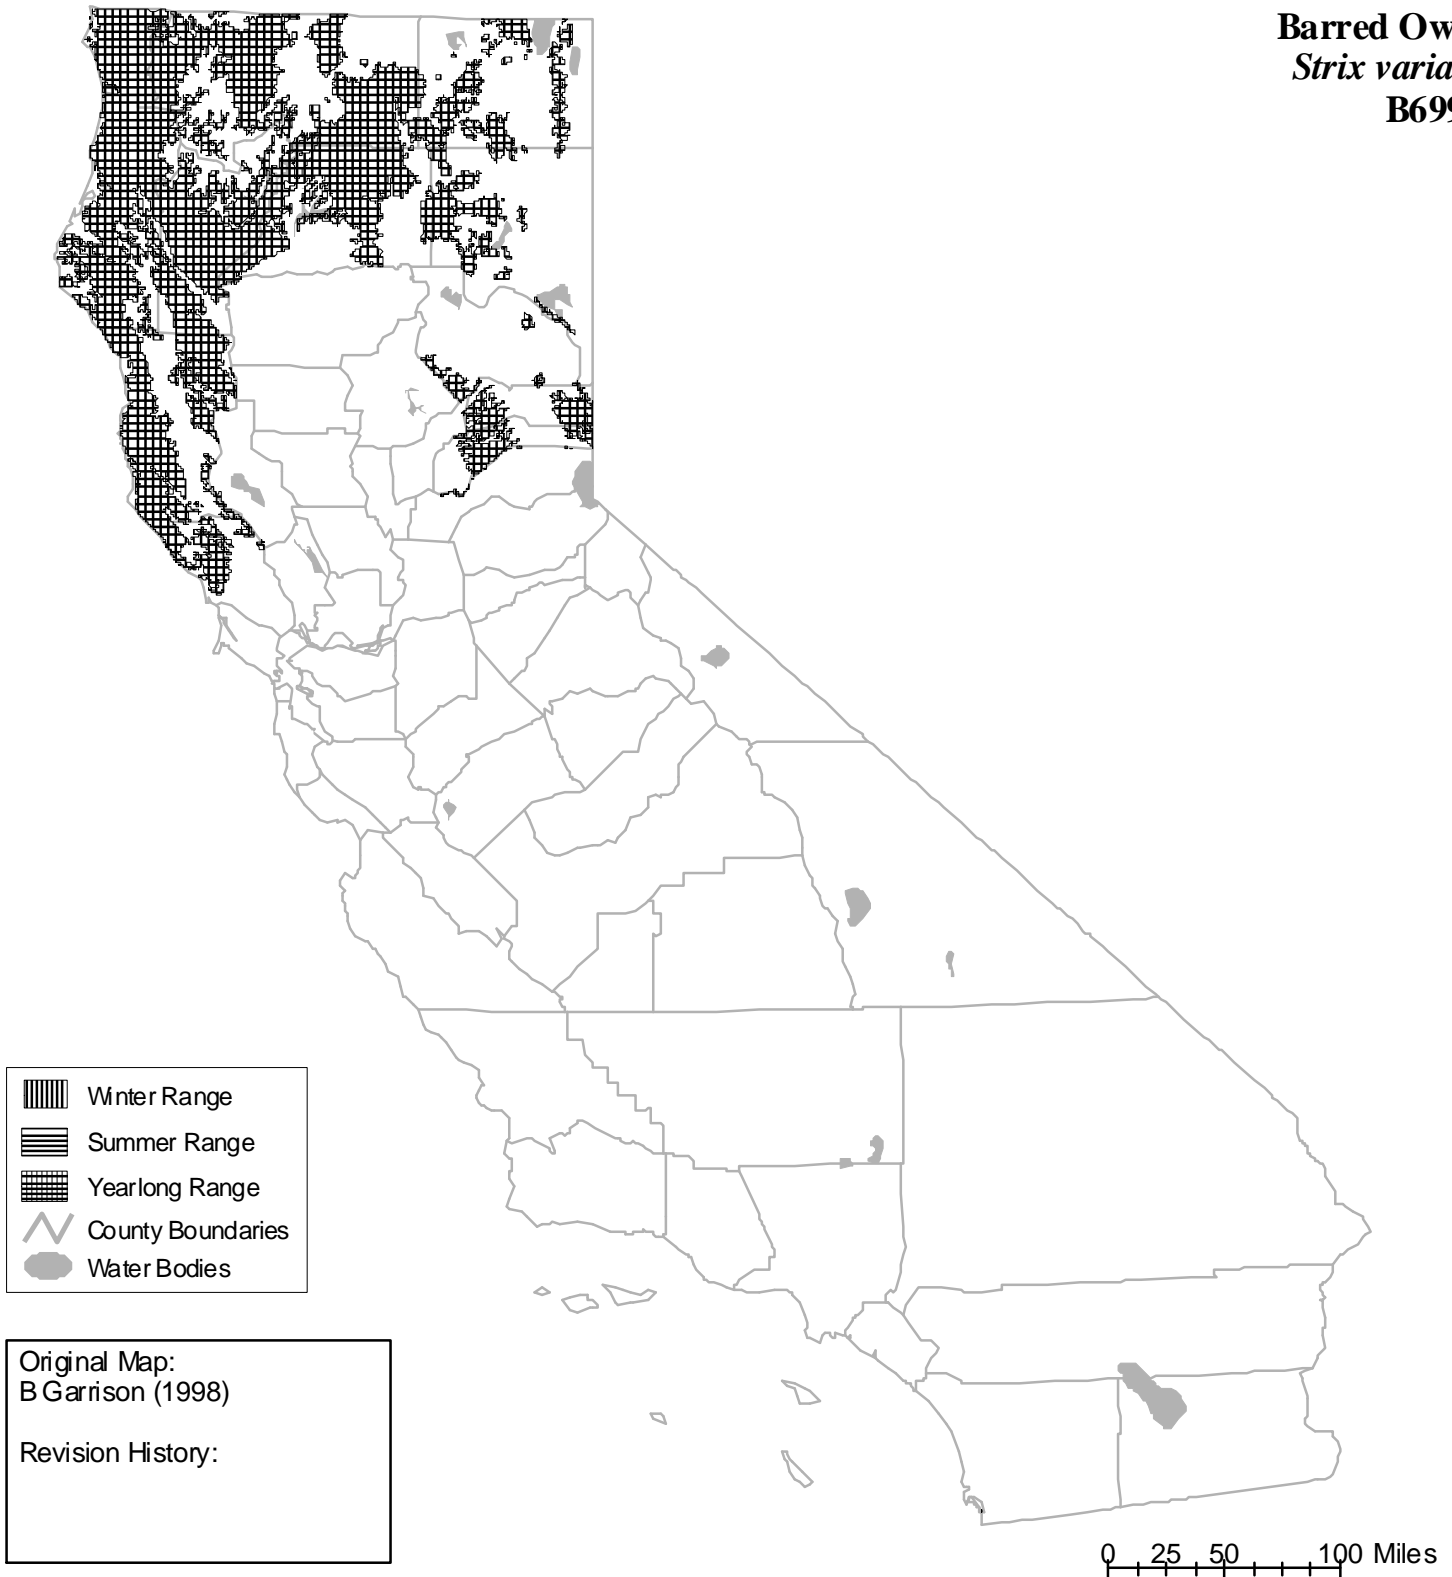 Barred Ow
Strix varia
B699
Winter Range
Summer Range
Yearlong Range
County Boundaries
Water Bodies
Original Map:
B Garrison (1998)
Revision History:
0 25 50 100 Miles